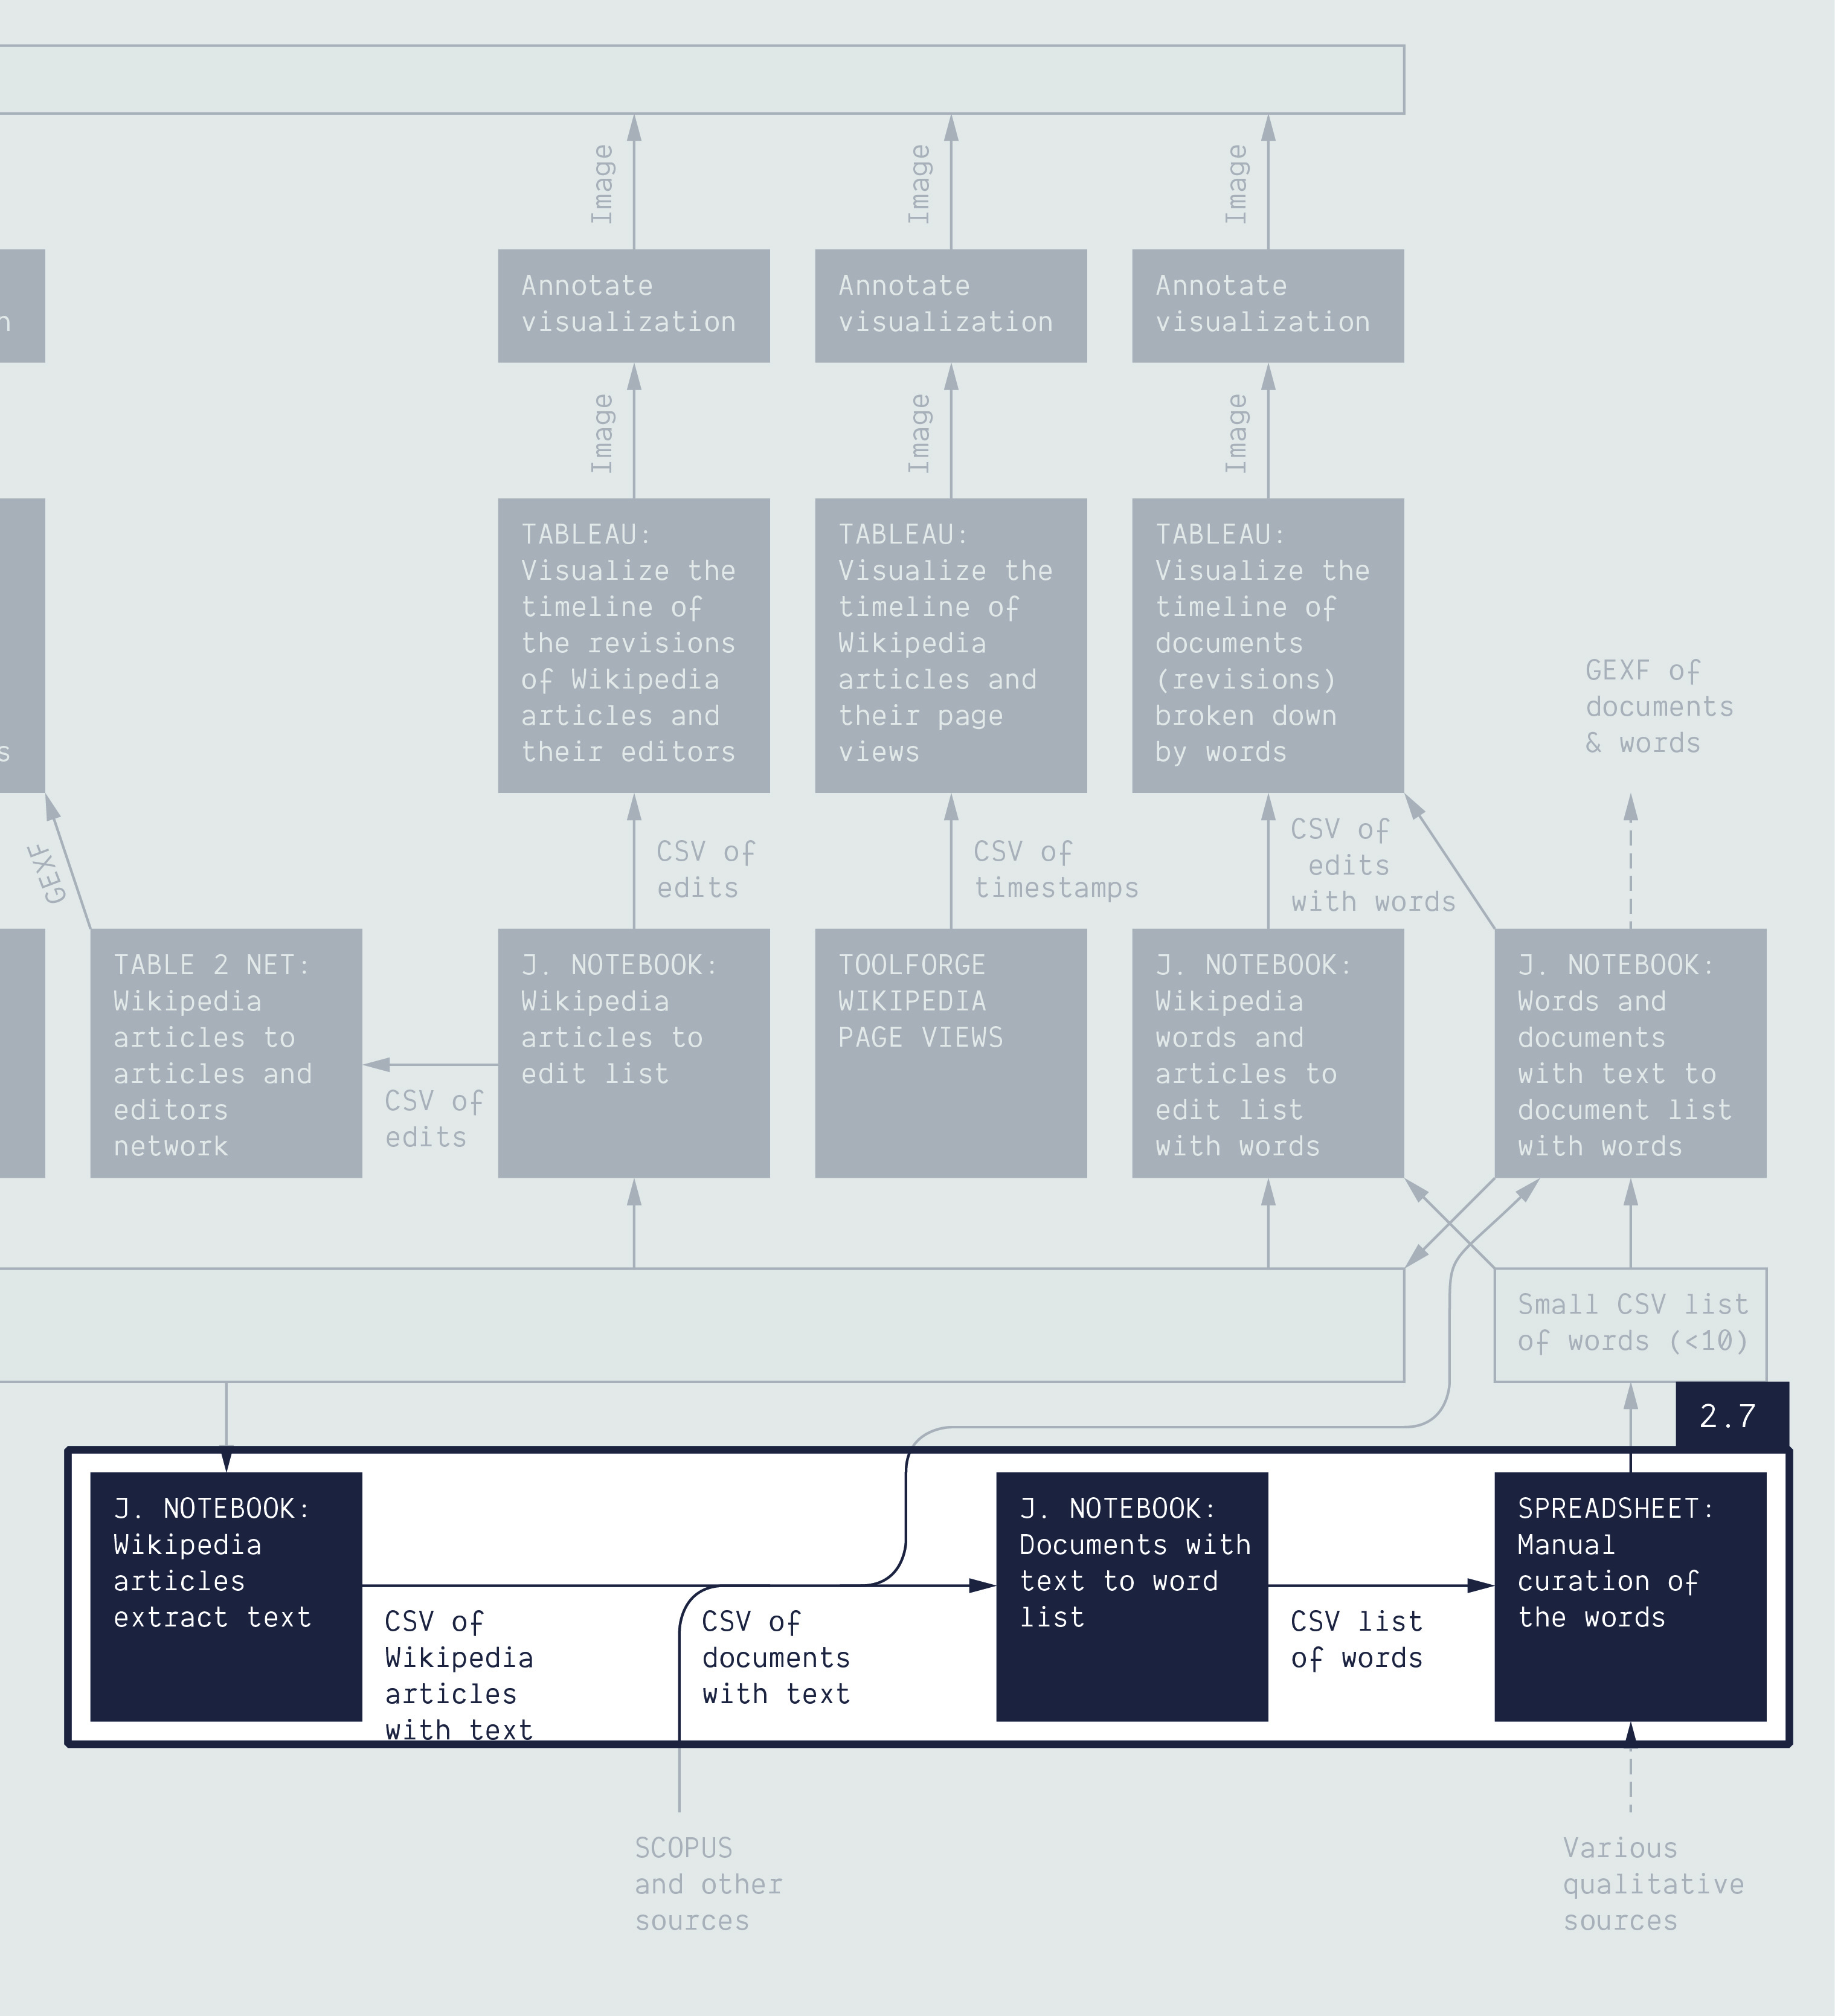 Image
Image
Image
n
Annotate
visualization
Annotate
visualization
Annotate
visualization
Image
Image
Image
s
TABLEAU:
Visualize the
timeline of
the revisions
of Wikipedia
articles and
their editors
TABLEAU:
Visualize the
timeline of
Wikipedia
articles and
their page
views
TABLEAU:
Visualize the
timeline of
documents
(revisions)
broken down
by words
GEXF of
documents
& words
GEXF
CSV of
edits
CSV of
timestamps
CSV of
edits
with words
TABLE 2 NET:
Wikipedia
articles to
articles and
editors
network
CSV of
edits
J. NOTEBOOK:
Wikipedia
articles to
edit list
TOOLFORGE
WIKIPEDIA
PAGE VIEWS
J. NOTEBOOK:
Wikipedia
words and
articles to
edit list
with words
J. NOTEBOOK:
Words and
documents
with text to
document list
with words
Small CSV list
of words (<10)
2.7
J. NOTEBOOK:
Wikipedia
articles
extract text
CSV of
Wikipedia
articles
with text
CSV of
documents
with text
J. NOTEBOOK:
Documents with
text to word
list
CSV list
of words
SPREADSHEET:
Manual
curation of
the words
SCOPUS
and other
sources
Various
qualitative
sources